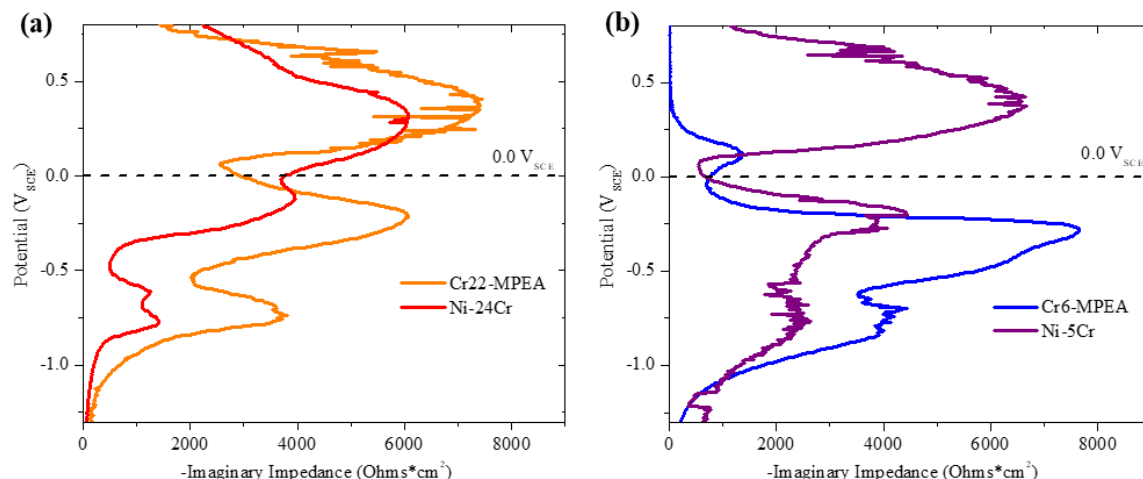 (a)
0.5
0.0
-0.5
-1.0
Potential (V_SCE)
0.0 V_SCE
Cr22-MPEA
Ni-24Cr
0 2000 4000 6000 8000
-Imaginary Impedance (Ohms*cm²)
(b)
0.5
0.0
-0.5
-1.0
Potential (V_SCE)
0.0 V_SCE
Cr6-MPEA
Ni-5Cr
0 2000 4000 6000 8000
-Imaginary Impedance (Ohms*cm²)